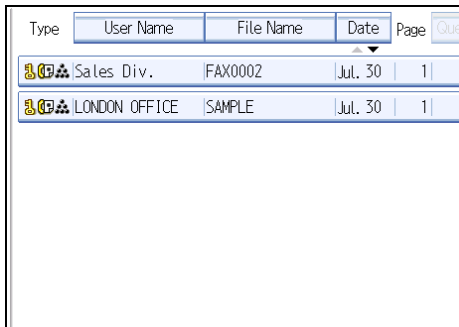 Type User Name File Name Date Page
Sales Div. FAX0002 Jul. 30 1
LONDON OFFICE SAMPLE Jul. 30 1